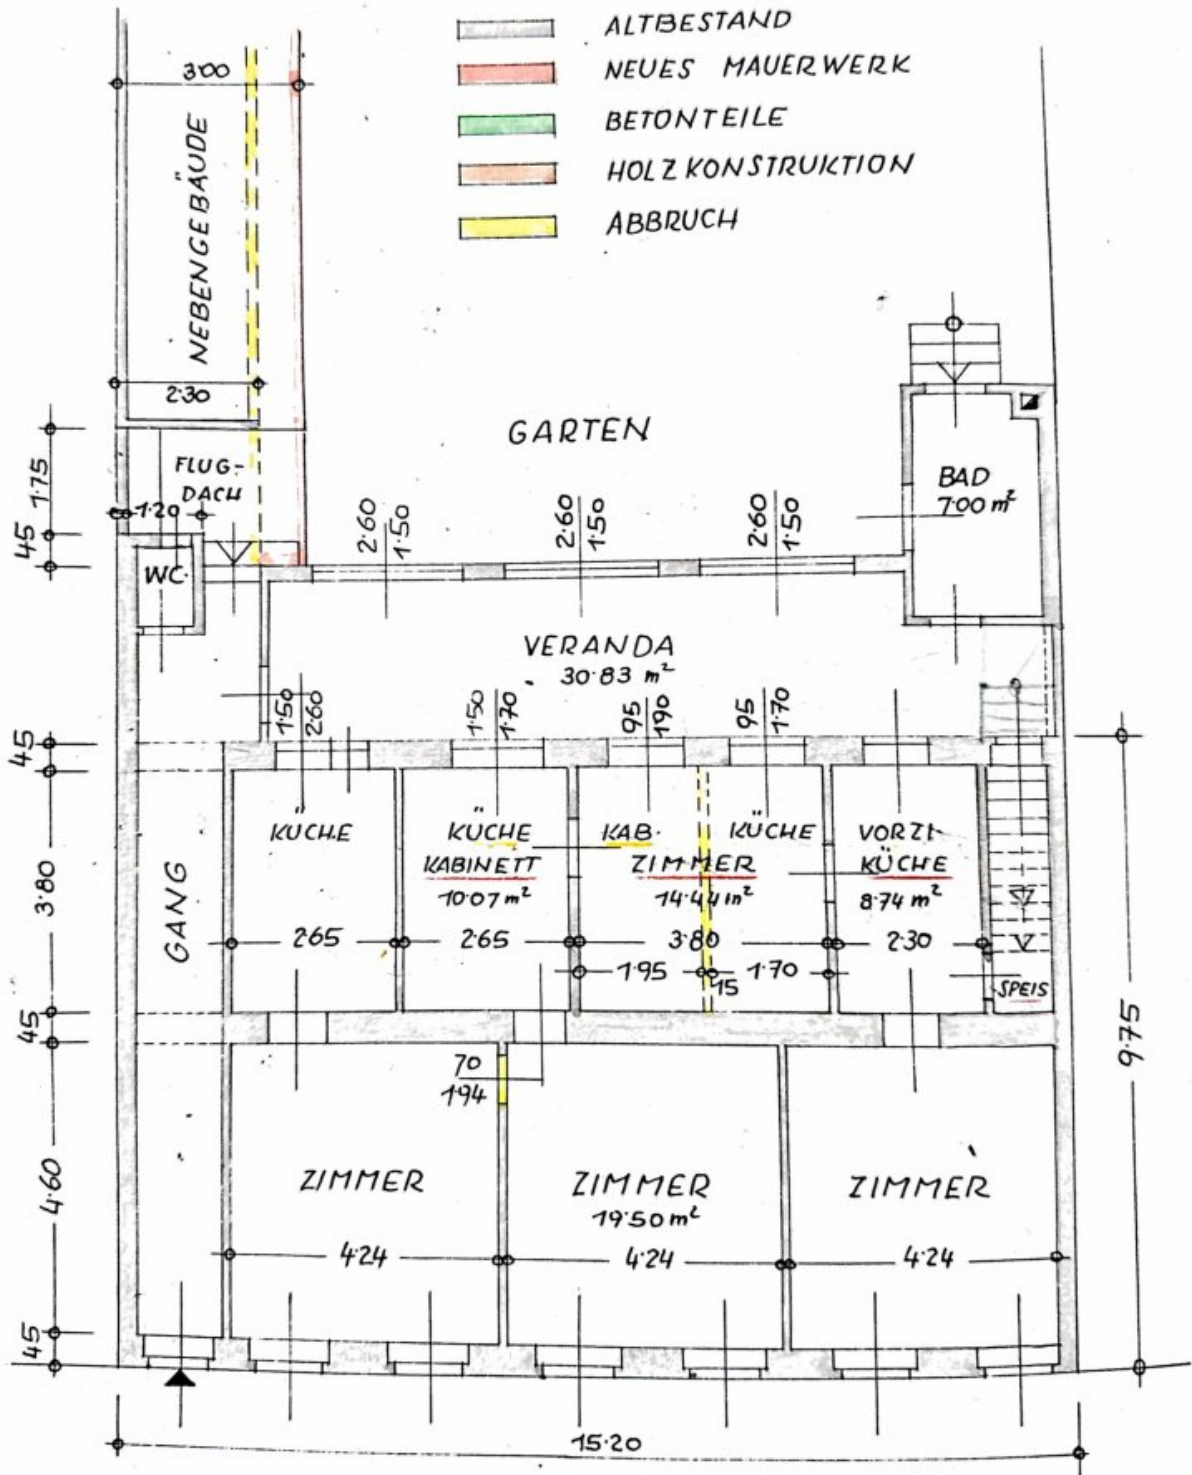 ALTBESTAND
NEUES MAUERWERK
BETONTEILE
HOLZKONSTRUKTION
ABBRUCH
3·00
NEBENGEBÄUDE
2·30
GARTEN
FLUG-
DACH
1·20
1·75
45
WC·
2·60
1·50
2·60
1·50
2·60
1·50
BAD
7·00 m²
VERANDA
30·83 m²
1·50
2·60
1·50
1·70
95
190
95
1·70
45
3·80
45
4·60
45
GANG
KÜCHE
265
KÜCHE
KABINETT
10·07 m²
2·65
KAB·
KÜCHE
ZIMMER
14·44 m²
3·80
1·95
15
1·70
VORZI·
KÜCHE
8·74 m²
2·30
SPEIS
9·75
70
1·94
ZIMMER
4·24
ZIMMER
19·50 m²
4·24
ZIMMER
4·24
15·20